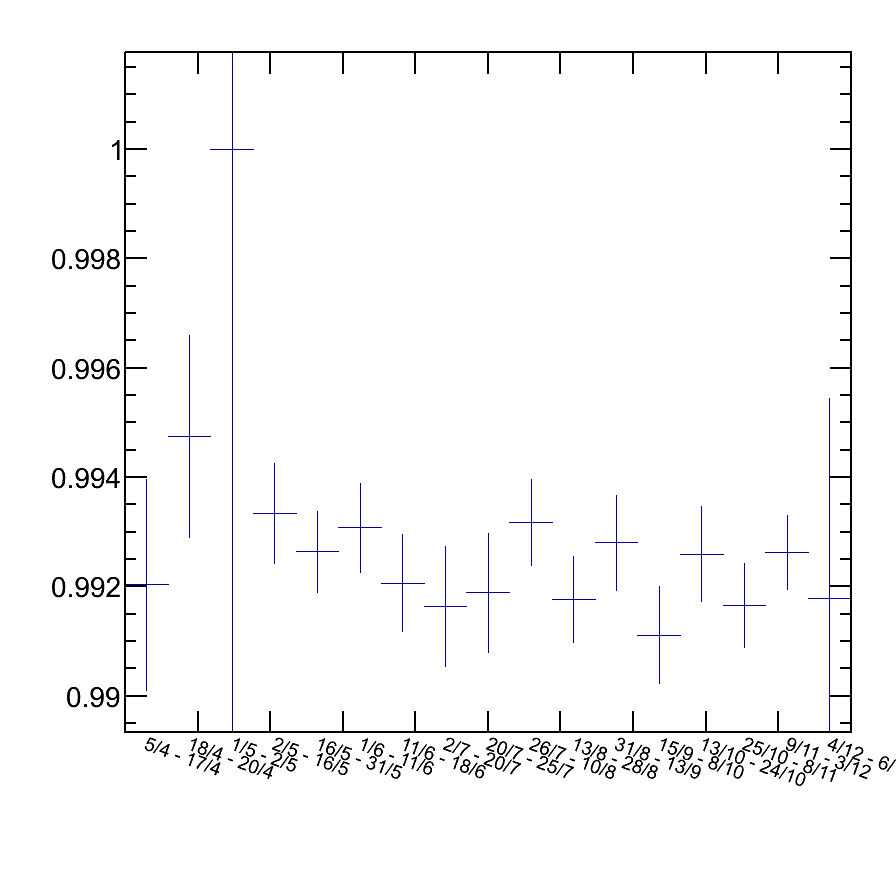 1
0.998
0.996
0.994
0.992
0.99
5/4 - 17/4
18/4 - 20/4
1/5 - 2/5
2/5 - 16/5
16/5 - 31/5
1/6 - 11/6
11/6 - 18/6
2/7 - 20/7
20/7 - 25/7
26/7 - 10/8
13/8 - 28/8
31/8 - 13/9
15/9 - 8/10
13/10 - 24/10
25/10 - 8/11
9/11 - 3/12
4/12 - 6/